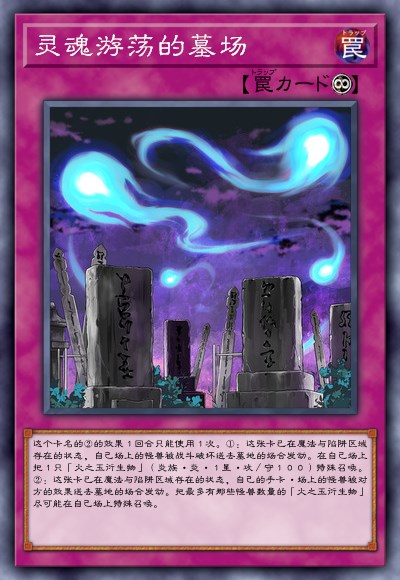 灵魂游荡的墓场
罠
トラップ
【罠カード】
トラップ
这个卡名的②的效果1回合只能使用1次。①：这张卡已在魔法与陷阱区域
存在的状态，自己场上的怪兽被战斗破坏送去墓地的场合发动。在自己场上
把1只「火之玉衍生物」（炎族·炎·1星·攻／守100）特殊召唤。
②：这张卡已在魔法与陷阱区域存在的状态，自己的手卡·场上的怪兽被对
方的效果送去墓地的场合发动。把最多有那些怪兽数量的「火之玉衍生物」
尽可能在自己场上特殊召唤。